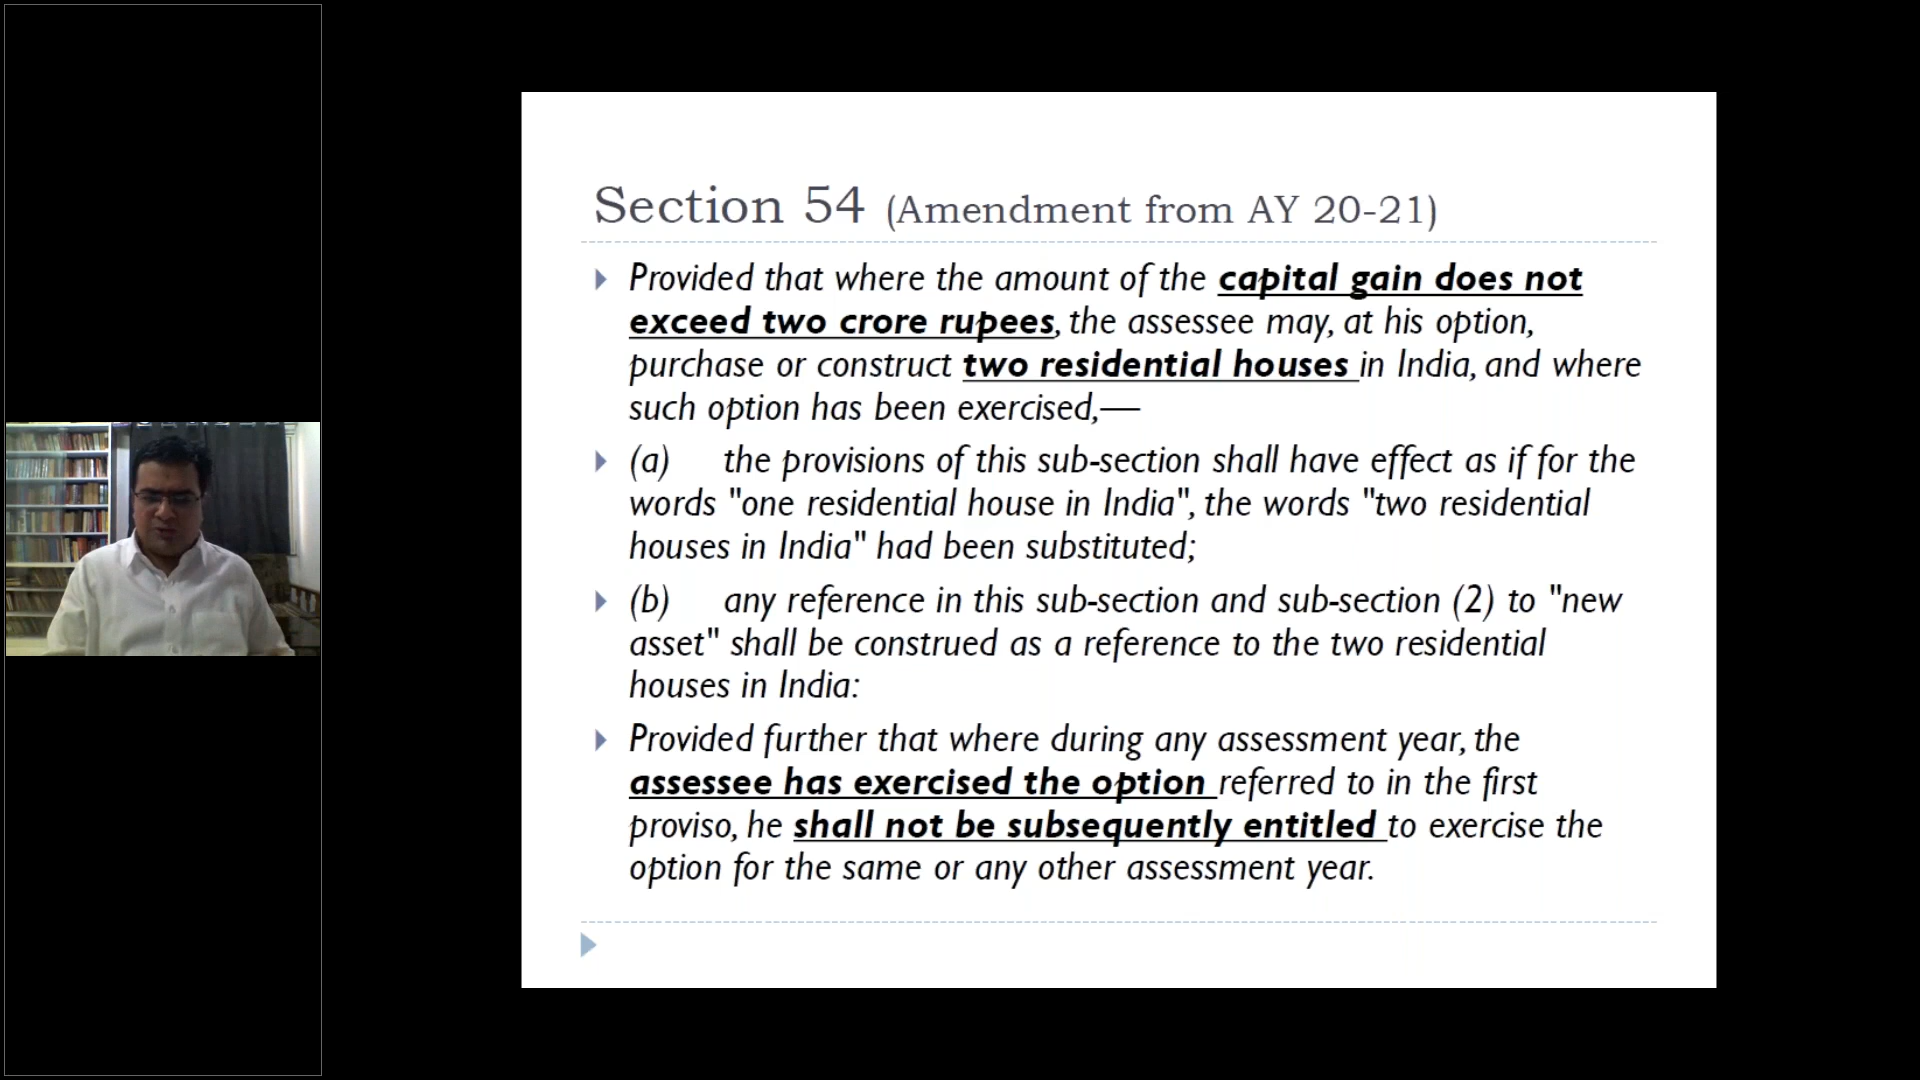 Section 54 (Amendment from AY 20-21)
Provided that where the amount of the capital gain does not
exceed two crore rupees, the assessee may, at his option,
purchase or construct two residential houses in India, and where
such option has been exercised,—
(a) the provisions of this sub-section shall have effect as if for the
words "one residential house in India", the words "two residential
houses in India" had been substituted;
(b) any reference in this sub-section and sub-section (2) to "new
asset" shall be construed as a reference to the two residential
houses in India:
Provided further that where during any assessment year, the
assessee has exercised the option referred to in the first
proviso, he shall not be subsequently entitled to exercise the
option for the same or any other assessment year.